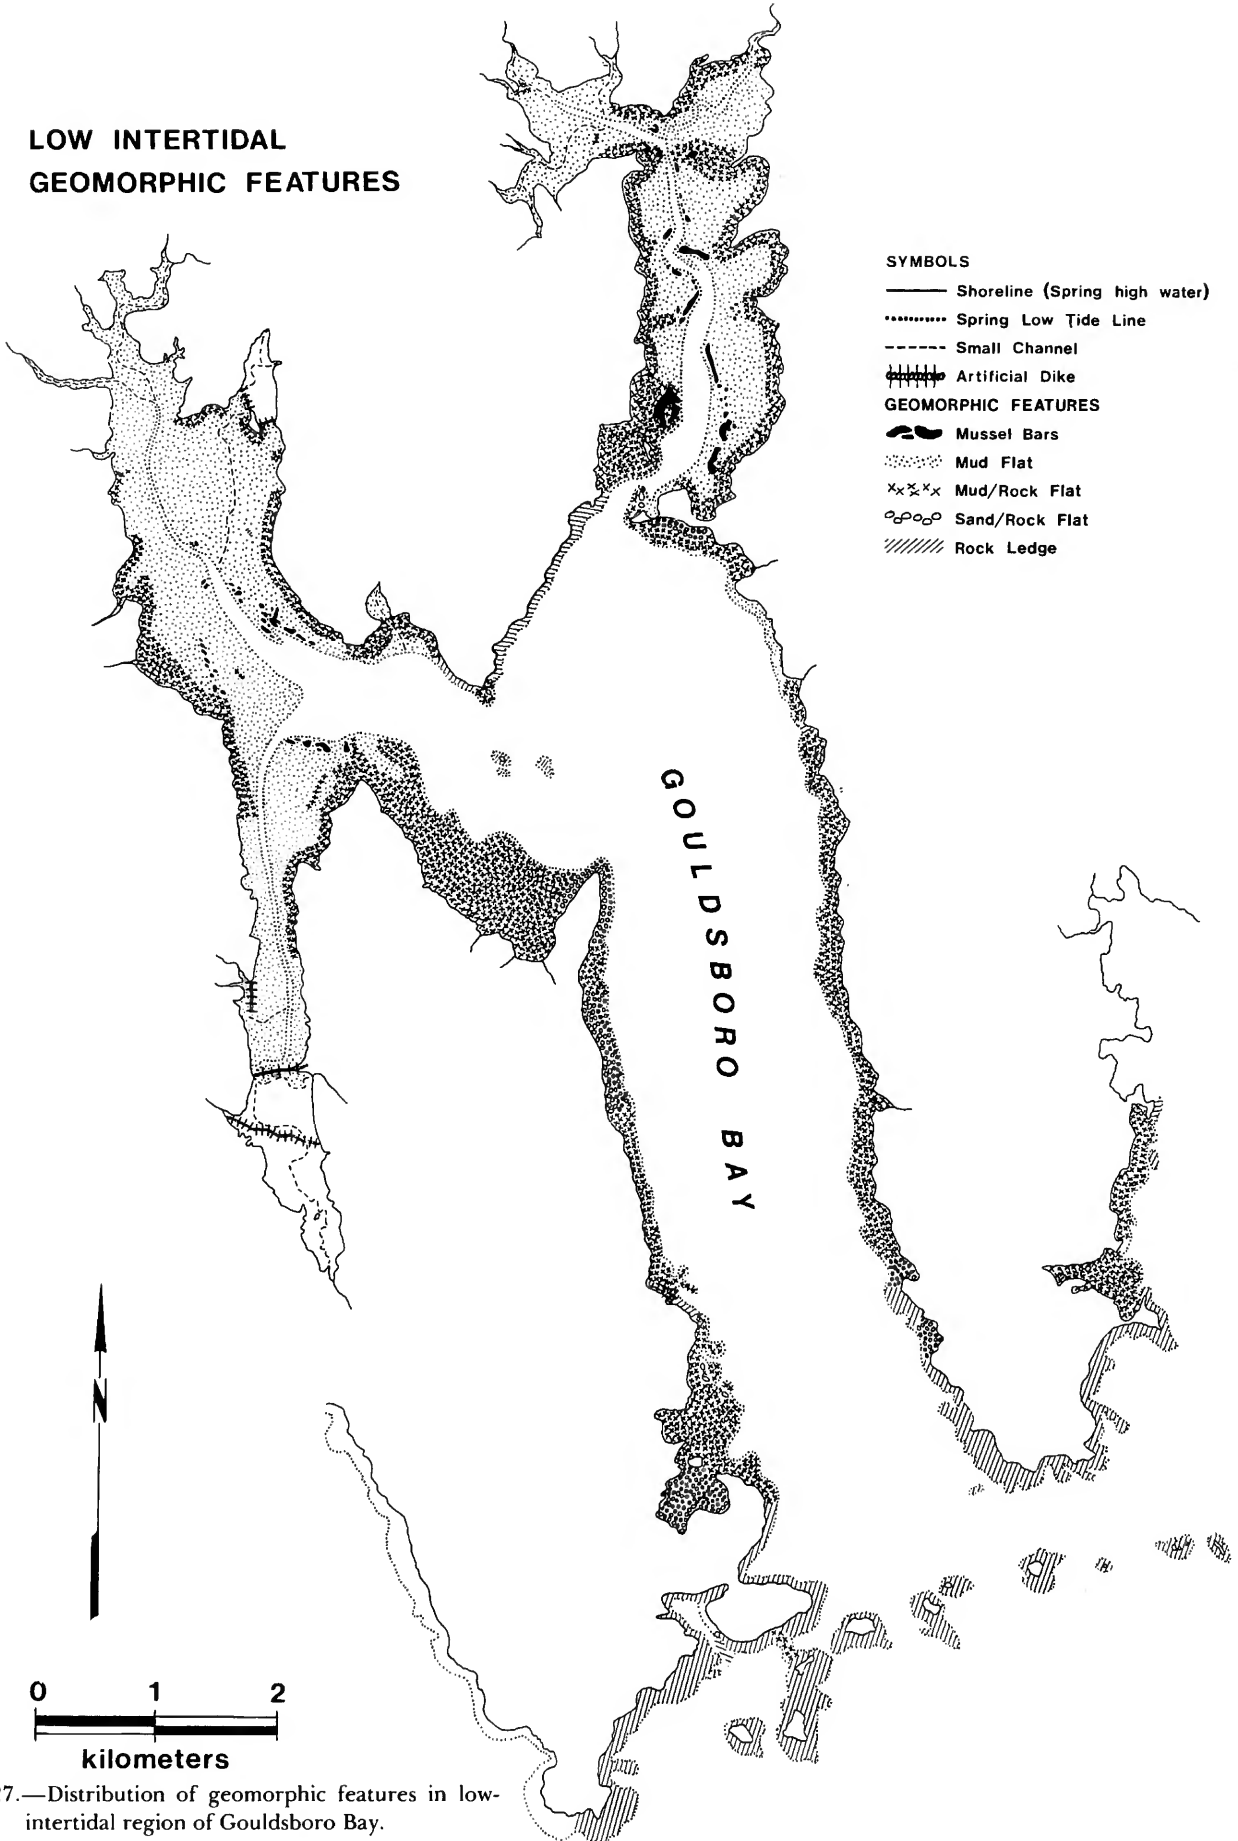 LOW INTERTIDAL
GEOMORPHIC FEATURES
SYMBOLS
Shoreline (Spring high water)
Spring Low Tide Line
Small Channel
Artificial Dike
GEOMORPHIC FEATURES
Mussel Bars
Mud Flat
Mud/Rock Flat
Sand/Rock Flat
Rock Ledge
GOULDSBORO BAY
N
0 1 2
kilometers
7.—Distribution of geomorphic features in low-
intertidal region of Gouldsboro Bay.